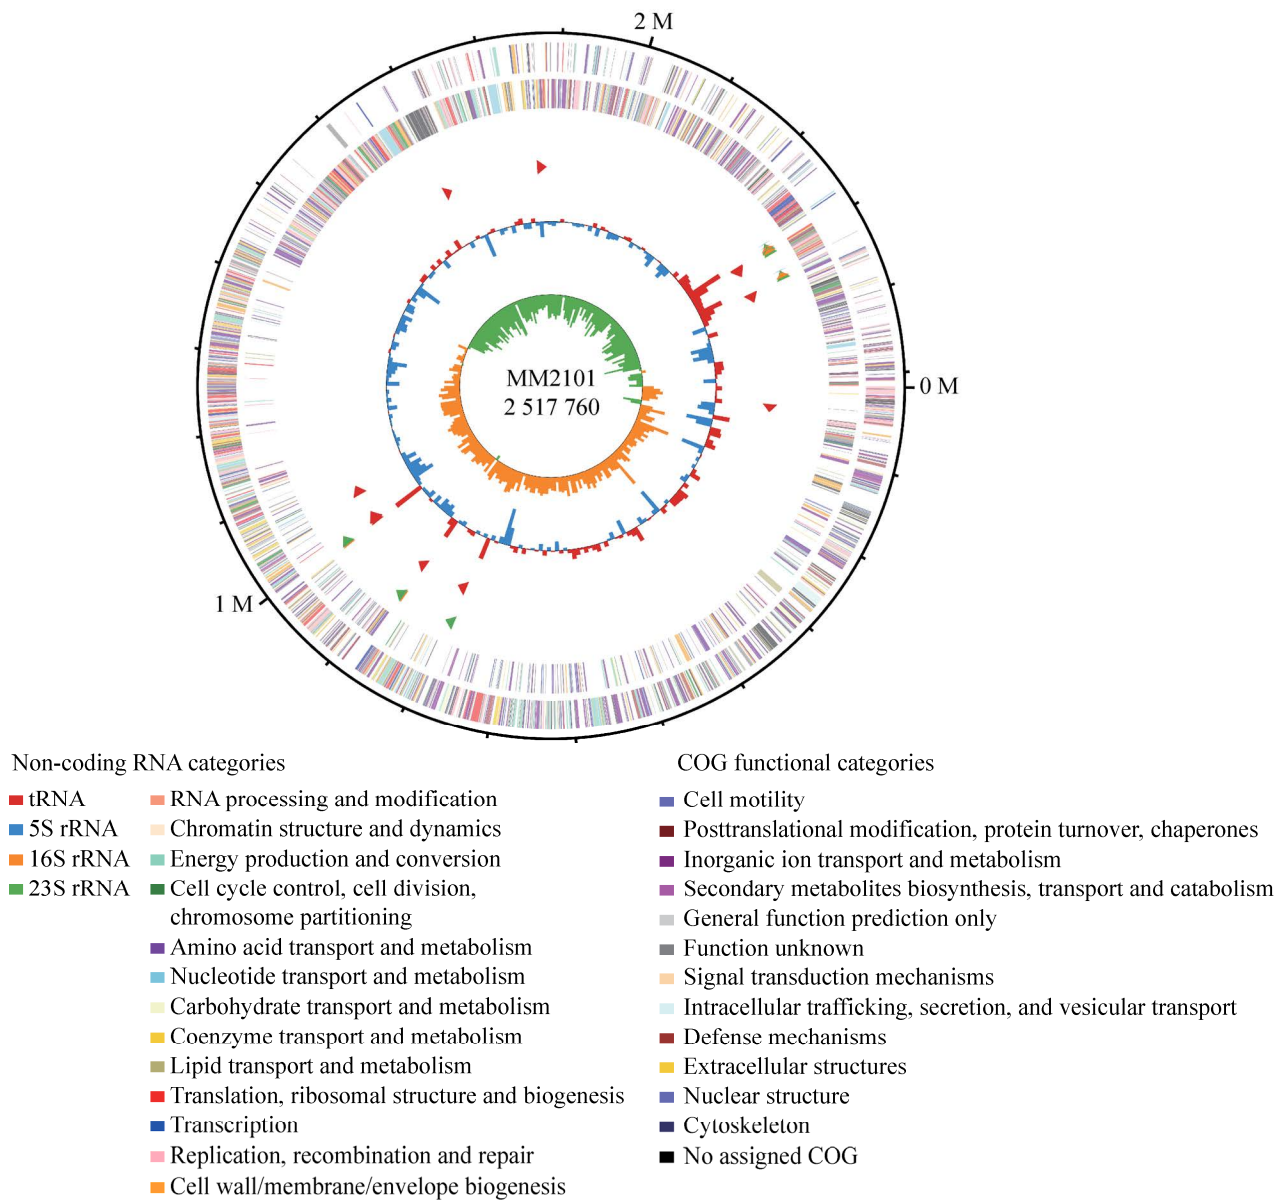 2 M
MM2101
2 517 760
0 M
1 M
Non-coding RNA categories
tRNA
5S rRNA
16S rRNA
23S rRNA
RNA processing and modification
Chromatin structure and dynamics
Energy production and conversion
Cell cycle control, cell division,
chromosome partitioning
Amino acid transport and metabolism
Nucleotide transport and metabolism
Carbohydrate transport and metabolism
Coenzyme transport and metabolism
Lipid transport and metabolism
Translation, ribosomal structure and biogenesis
Transcription
Replication, recombination and repair
Cell wall/membrane/envelope biogenesis
COG functional categories
Cell motility
Posttranslational modification, protein turnover, chaperones
Inorganic ion transport and metabolism
Secondary metabolites biosynthesis, transport and catabolism
General function prediction only
Function unknown
Signal transduction mechanisms
Intracellular trafficking, secretion, and vesicular transport
Defense mechanisms
Extracellular structures
Nuclear structure
Cytoskeleton
No assigned COG